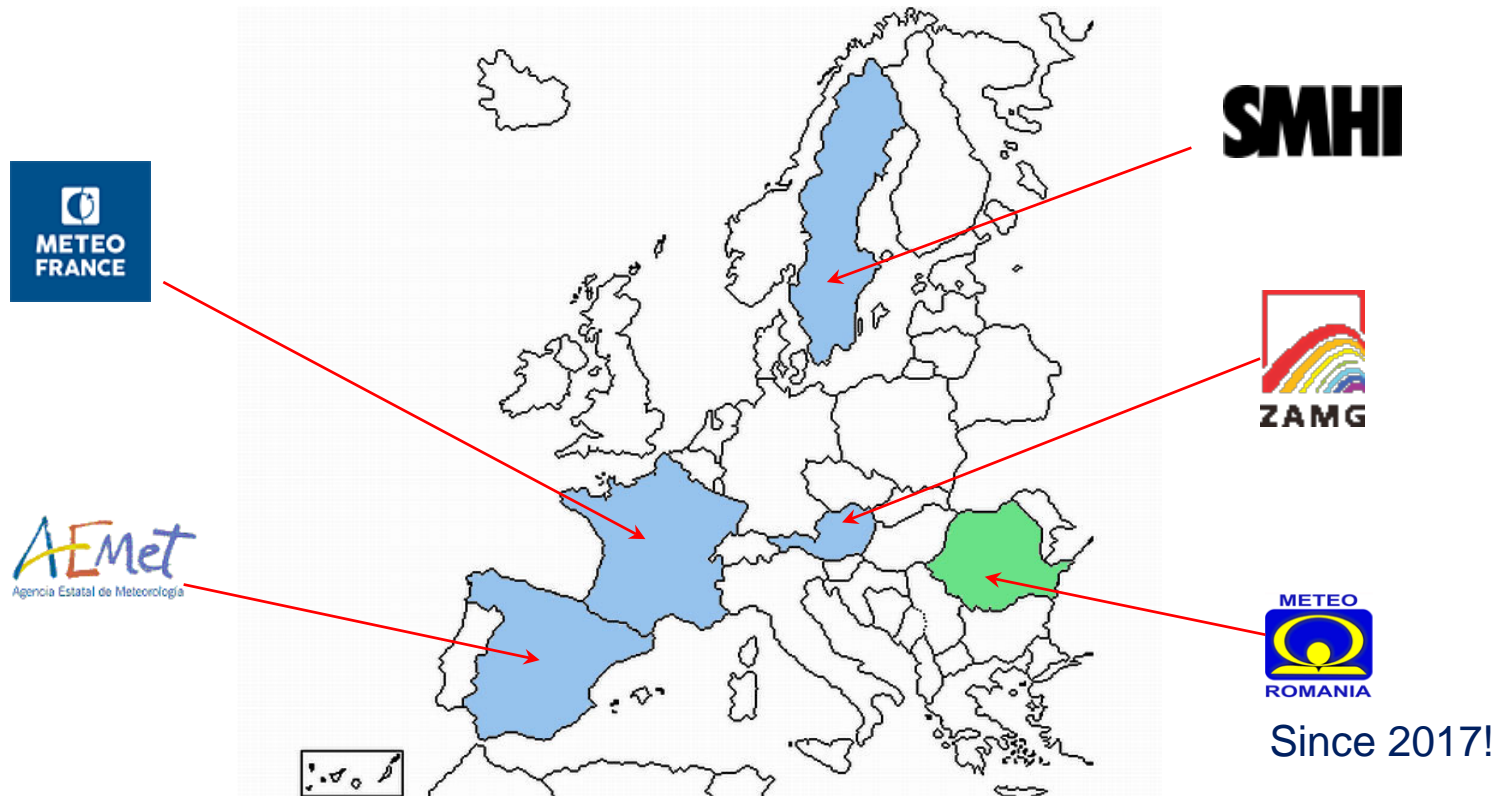 SMHI
METEO
FRANCE
ZAMG
AEMet
Agencia Estatal de Meteorología
METEO
ROMANIA
Since 2017!